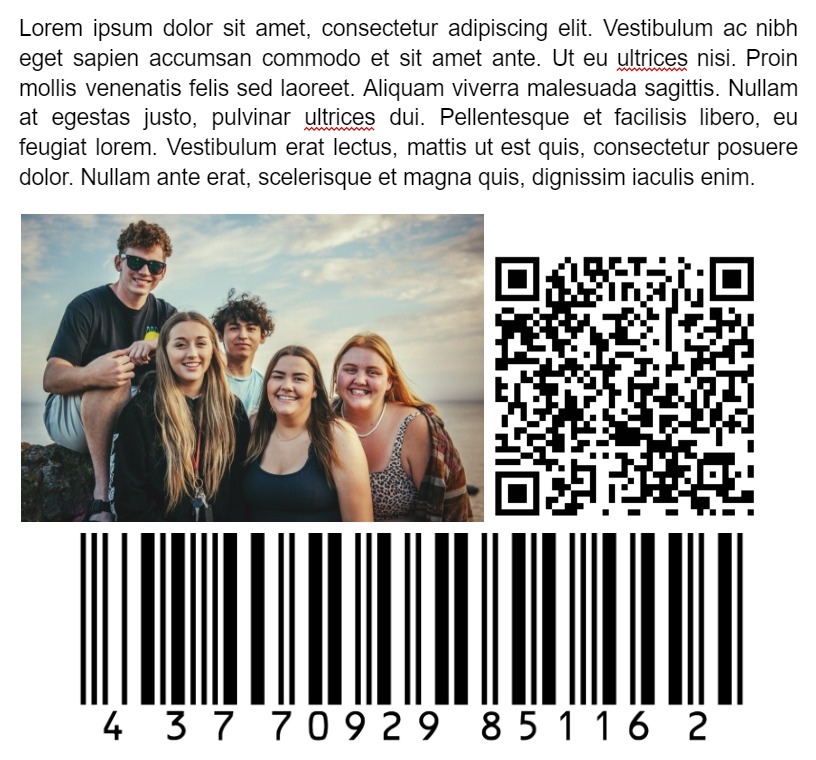 Lorem ipsum dolor sit amet, consectetur adipiscing elit. Vestibulum ac nibh
eget sapien accumsan commodo et sit amet ante. Ut eu ultrices nisi. Proin
mollis venenatis felis sed laoreet. Aliquam viverra malesuada sagittis. Nullam
at egestas justo, pulvinar ultrices dui. Pellentesque et facilisis libero, eu
feugiat lorem. Vestibulum erat lectus, mattis ut est quis, consectetur posuere
dolor. Nullam ante erat, scelerisque et magna quis, dignissim iaculis enim.
4 37 70929 85116 2